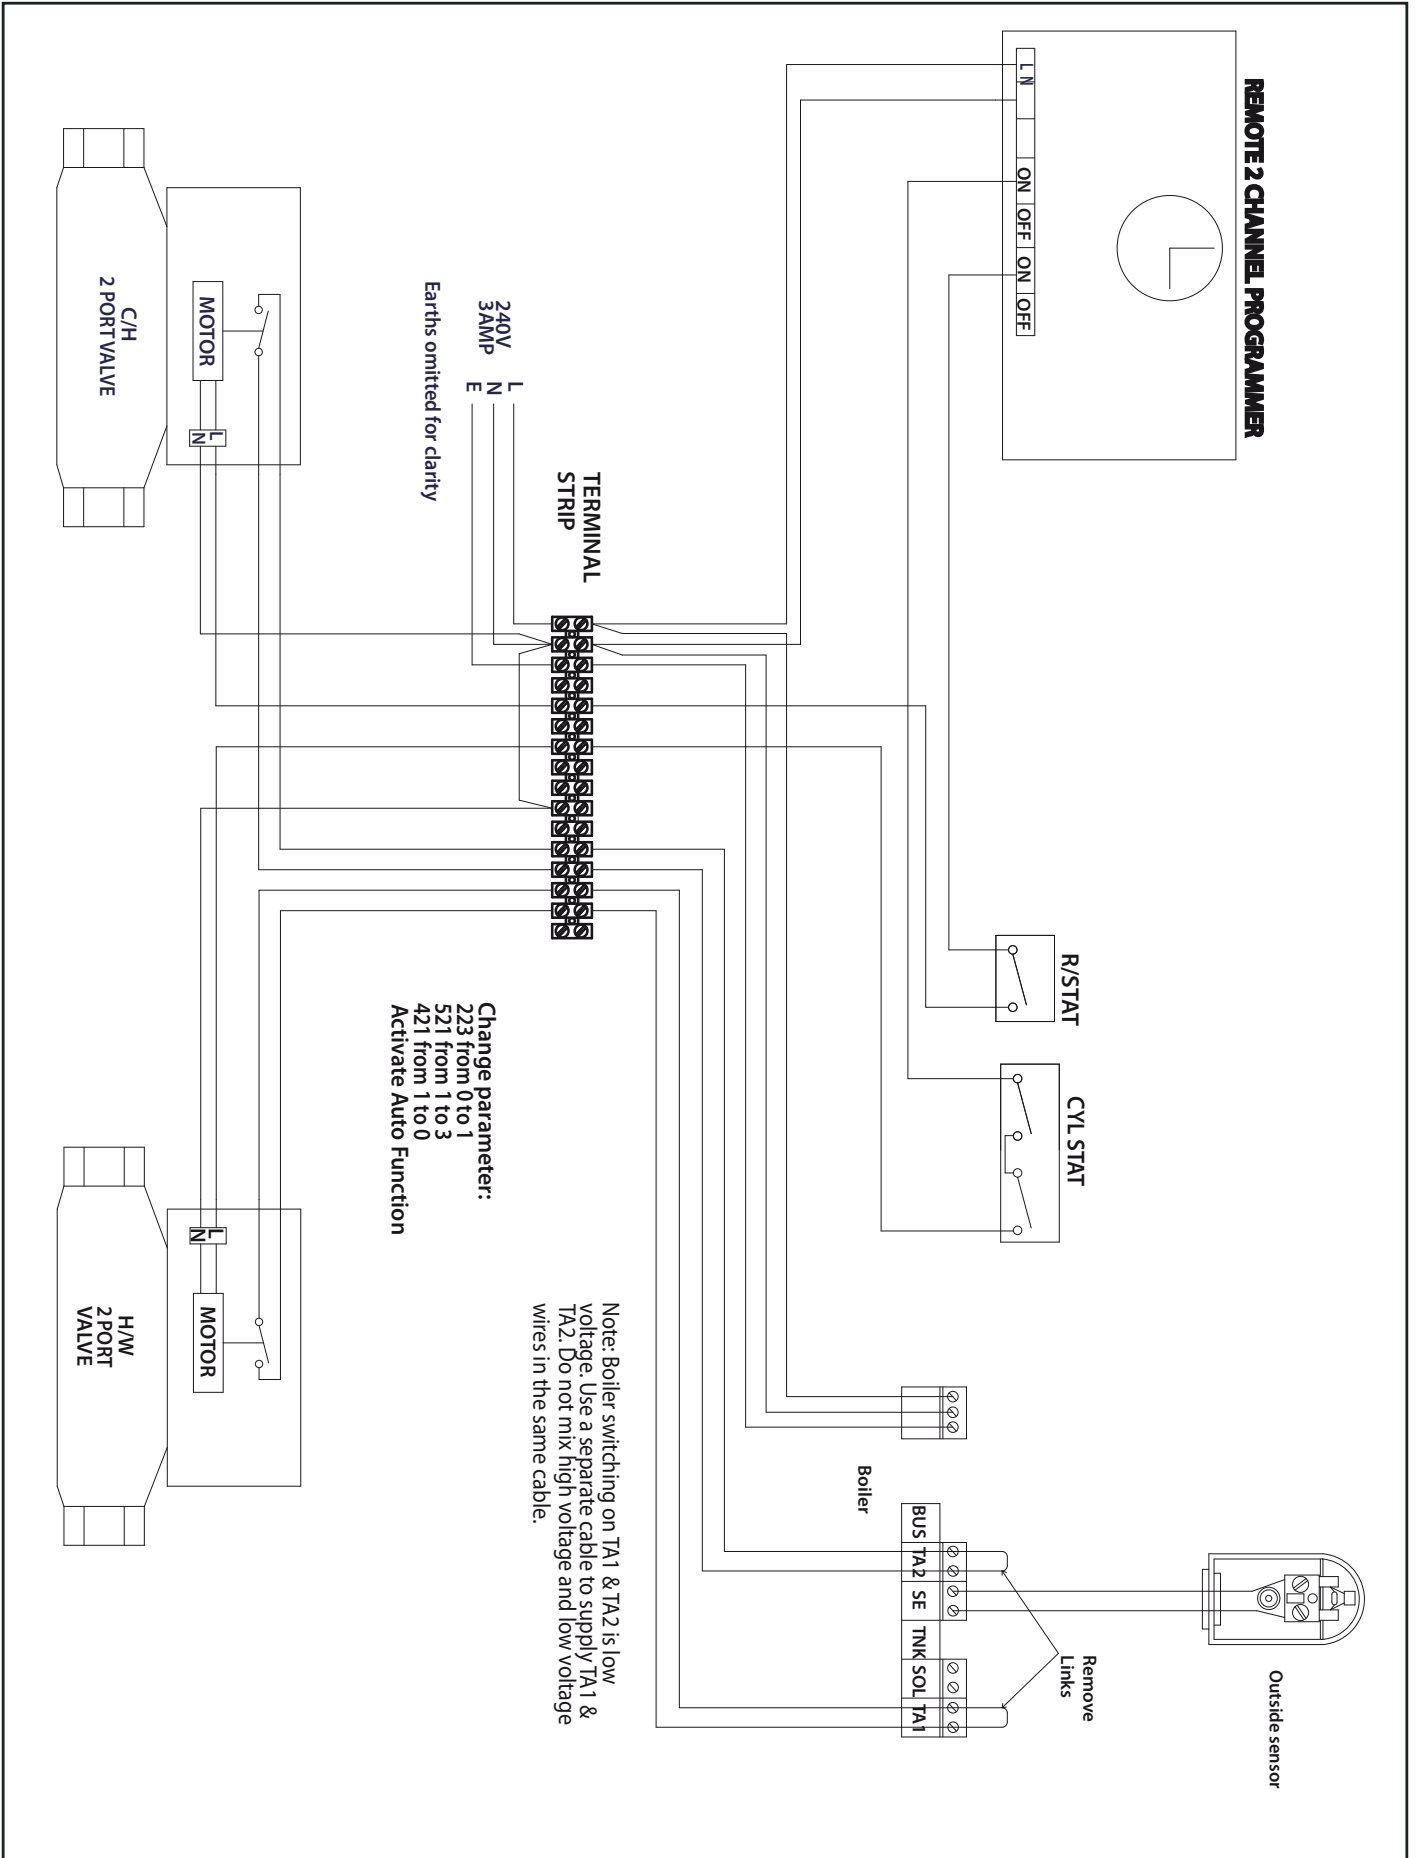 REMOTE 2 CHANNEL PROGRAMMER
L N
ON
OFF
ON
OFF
R/STAT
CYL STAT
Outside sensor
Remove
Links
Boiler
BUS
TA2
SE
TNK
SOL
TA1
TERMINAL
STRIP
240V
3AMP
L
N
E
Earths omitted for clarity
Note: Boiler switching on TA1 & TA2 is low
voltage. Use a separate cable to supply TA1 &
TA2. Do not mix high voltage and low voltage
wires in the same cable.
Change parameter:
223 from 0 to 1
521 from 1 to 3
421 from 1 to 0
Activate Auto Function
MOTOR
L
N
C/H
2 PORT VALVE
L
N
MOTOR
H/W
2 PORT
VALVE